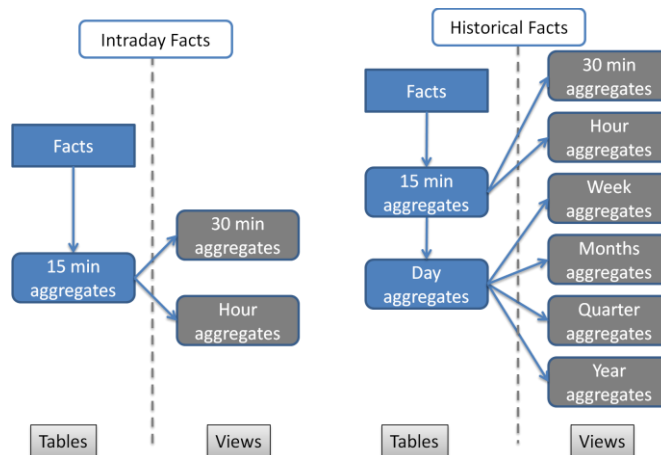 Intraday Facts
Facts
15 min
aggregates
30 min
aggregates
Hour
aggregates
Tables
Views
Historical Facts
Facts
15 min
aggregates
Day
aggregates
30 min
aggregates
Hour
aggregates
Week
aggregates
Months
aggregates
Quarter
aggregates
Year
aggregates
Tables
Views